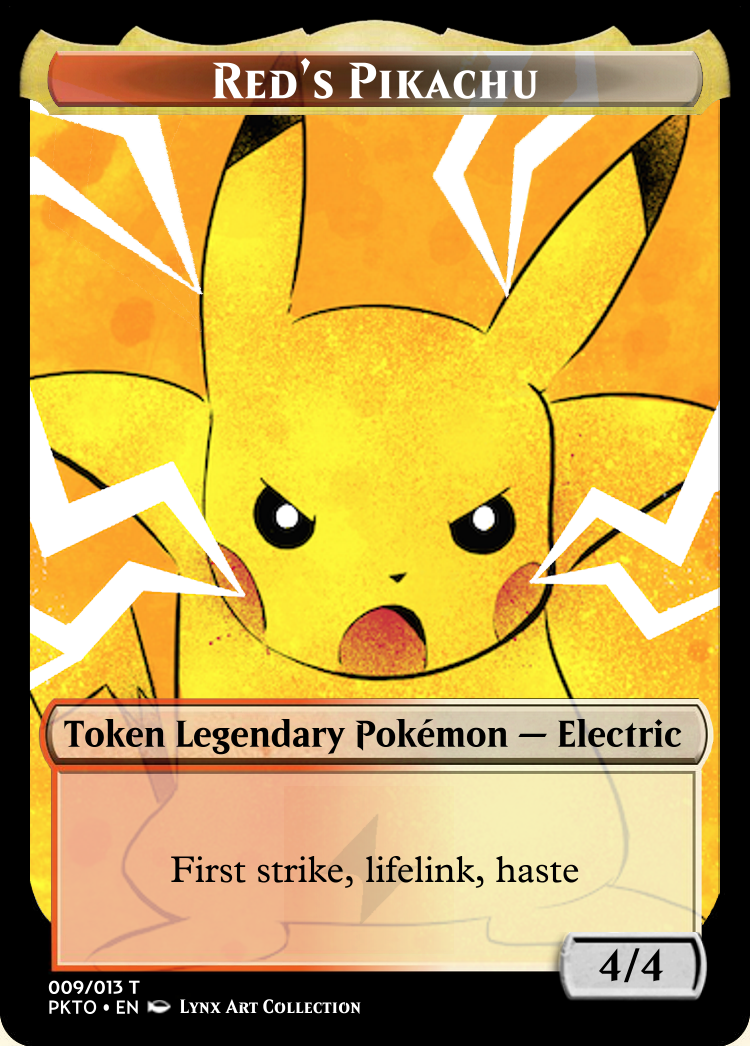 Red's Pikachu
Token Legendary Pokémon — Electric
First strike, lifelink, haste
4/4
009/013 T
PKTO • EN Lynx Art Collection